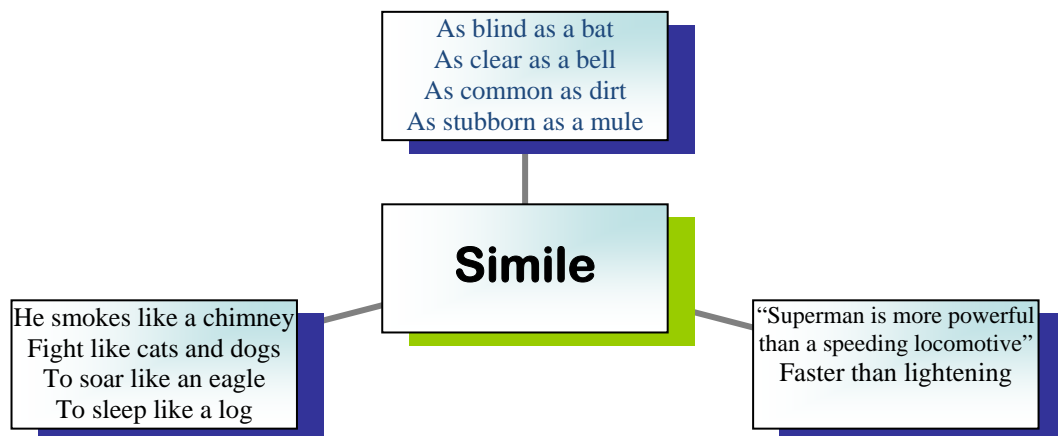 As blind as a bat
As clear as a bell
As common as dirt
As stubborn as a mule
Simile
He smokes like a chimney
Fight like cats and dogs
To soar like an eagle
To sleep like a log
“Superman is more powerful
than a speeding locomotive”
Faster than lightening